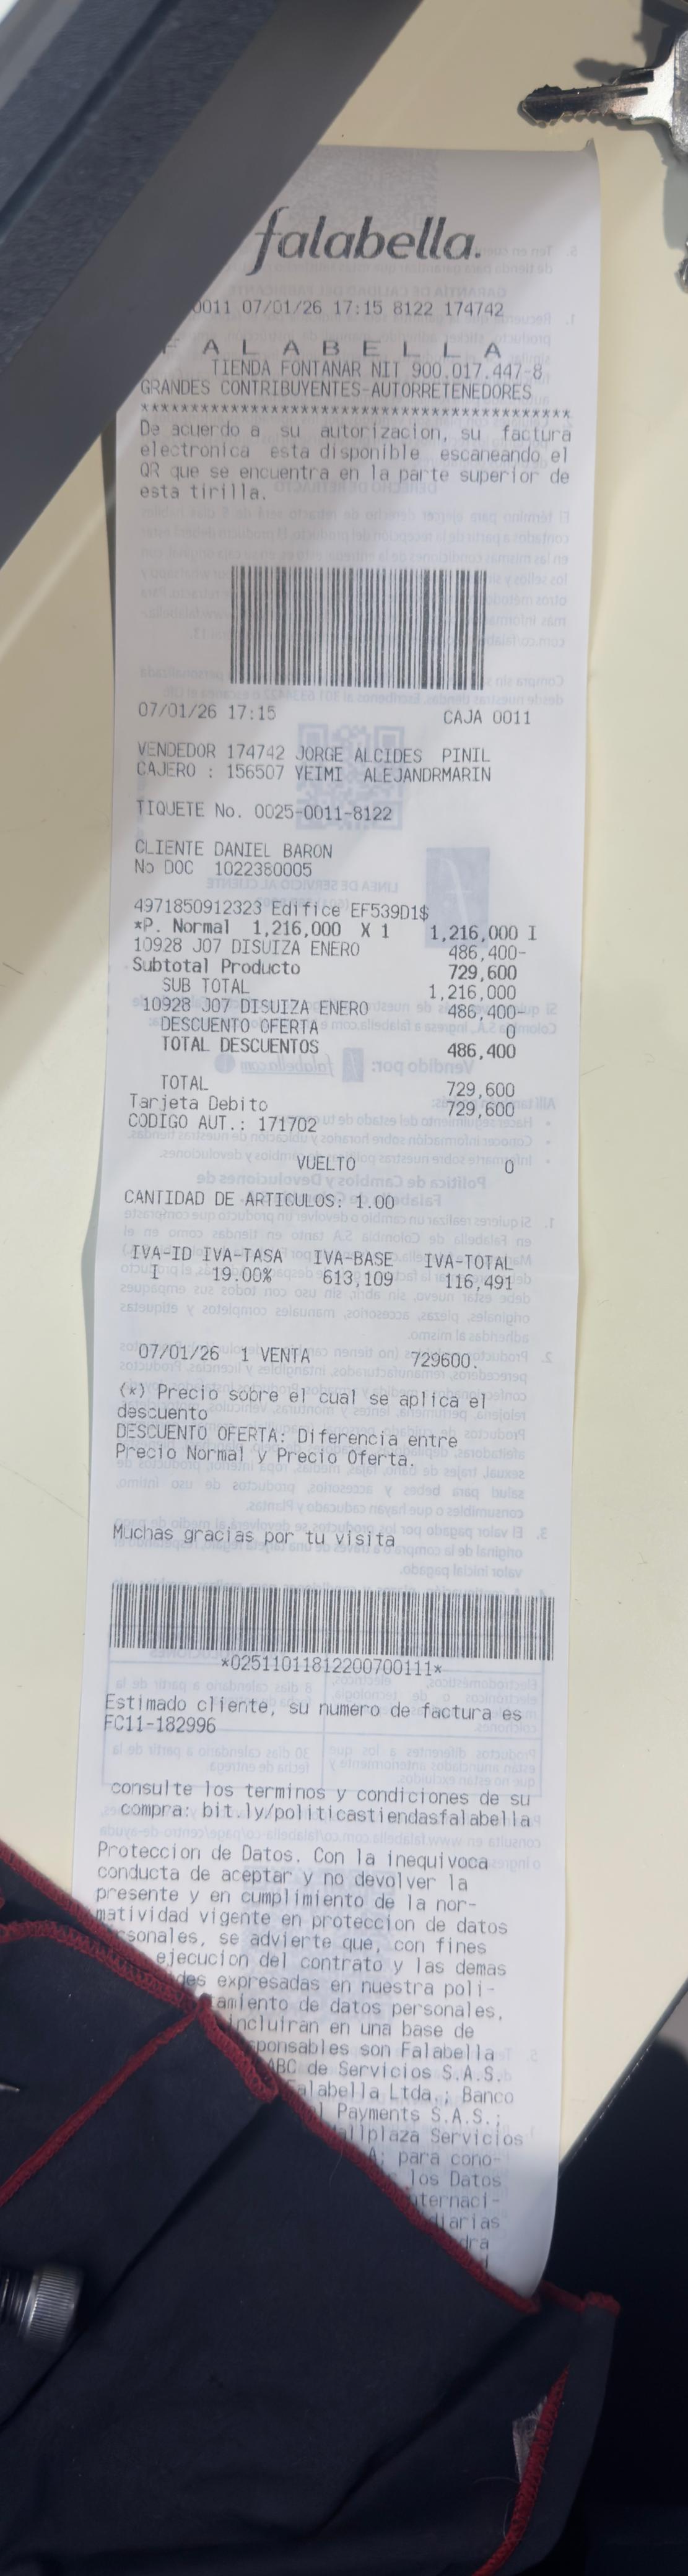 falabella.
0011 07/01/26 17:15 8122 174742
F A L A B E L L A
TIENDA FONTANAR NIT 900.017.447-8
GRANDES CONTRIBUYENTES-AUTORRETENEDORES
*******************************************
De acuerdo a su autorizacion, su factura
electronica esta disponible escaneando el
QR que se encuentra en la parte superior de
esta tirilla.
07/01/26 17:15 CAJA 0011
VENDEDOR 174742 JORGE ALCIDES PINIL
CAJERO : 156507 YEIMI ALEJANDRMARIN
TIQUETE No. 0025-0011-8122
CLIENTE DANIEL BARON
No DOC 1022380005
4971850912323 Edifice EF539D1$
*P. Normal 1,216,000 X 1 1,216,000 I
10928 J07 DISUIZA ENERO 486,400-
Subtotal Producto 729,600
SUB TOTAL 1,216,000
10928 J07 DISUIZA ENERO 486,400-
DESCUENTO OFERTA 0
TOTAL DESCUENTOS 486,400
TOTAL 729,600
Tarjeta Debito 729,600
CODIGO AUT.: 171702
VUELTO 0
CANTIDAD DE ARTICULOS: 1.00
IVA-ID IVA-TASA IVA-BASE IVA-TOTAL
I 19.00% 613,109 116,491
07/01/26 1 VENTA 729600.
(*) Precio sobre el cual se aplica el
descuento
DESCUENTO OFERTA: Diferencia entre
Precio Normal y Precio Oferta.
Muchas gracias por tu visita
*02511011812200700111*
Estimado cliente, su numero de factura es
FC11-182996
consulte los terminos y condiciones de su
compra: bit.ly/politicastiendasfalabella
Proteccion de Datos. Con la inequivoca
conducta de aceptar y no devolver la
presente y en cumplimiento de la nor-
matividad vigente en proteccion de datos
sonales, se advierte que, con fines
ejecucion del contrato y las demas
des expresadas en nuestra poli-
amiento de datos personales,
incluiran en una base de
ponsables son Falabella
ABC de Servicios S.A.S.
Falabella Ltda.; Banco
l Payments S.A.S.;
allplaza Servicios
A; para cono-
los Datos
ternaci-
diarias
dra